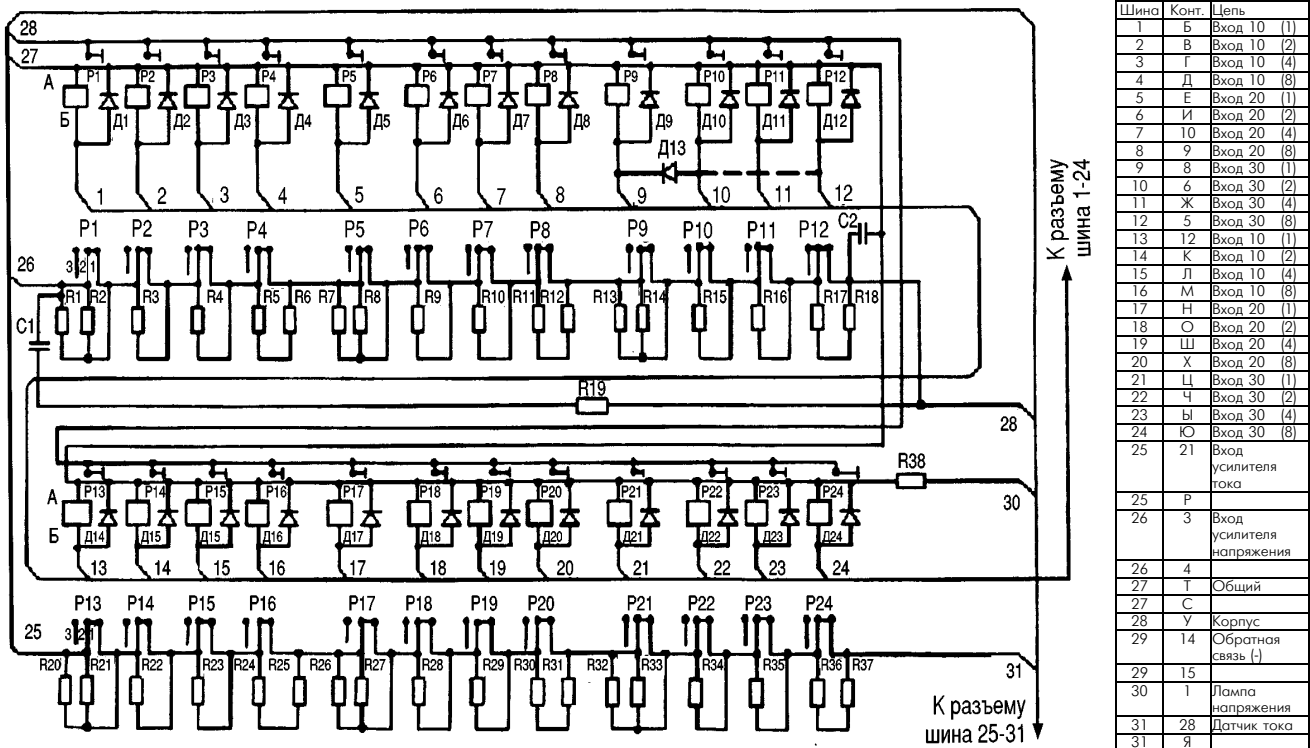 28
27
P1 P2 P3 P4 P5 P6 P7 P8 P9 P10 P11 P12
А
Б
Д1 Д2 Д3 Д4 Д5 Д6 Д7 Д8 Д9 Д10 Д11 Д12
Д13
1 2 3 4 5 6 7 8 9 10 11 12
C2
P1 P2 P3 P4 P5 P6 P7 P8 P9 P10 P11 P12
26
3 2 1
R1 R2 R3 R4 R5 R6 R7 R8 R9 R10 R11 R12 R13 R14 R15 R16 R17 R18
C1
R19
28
К разъему
шина 1-24
R38
А
Б
P13 P14 P15 P16 P17 P18 P19 P20 P21 P22 P23 P24
30
Д14 Д15 Д15 Д16 Д17 Д18 Д19 Д20 Д21 Д22 Д23 Д24
13 14 15 16 17 18 19 20 21 22 23 24
P13 P14 P15 P16 P17 P18 P19 P20 P21 P22 P23 P24
25
3 2 1
R20 R21 R22 R23 R24 R25 R26 R27 R28 R29 R30 R31 R32 R33 R34 R35 R36 R37
31
К разъему
шина 25-31
Шина Конт. Цепь
1 Б Вход 10 (1)
2 В Вход 10 (2)
3 Г Вход 10 (4)
4 Д Вход 10 (8)
5 Е Вход 20 (1)
6 И Вход 20 (2)
7 10 Вход 20 (4)
8 9 Вход 20 (8)
9 8 Вход 30 (1)
10 6 Вход 30 (2)
11 Ж Вход 30 (4)
12 5 Вход 30 (8)
13 12 Вход 10 (1)
14 К Вход 10 (2)
15 Л Вход 10 (4)
16 М Вход 10 (8)
17 Н Вход 20 (1)
18 О Вход 20 (2)
19 Ш Вход 20 (4)
20 Х Вход 20 (8)
21 Ц Вход 30 (1)
22 Ч Вход 30 (2)
23 Ы Вход 30 (4)
24 Ю Вход 30 (8)
25 21 Вход
усилителя
тока
25 Р
26 3 Вход
усилителя
напряжения
26 4
27 Т Общий
27 С
28 У Корпус
29 14 Обратная
связь (-)
29 15
30 1 Лампа
напряжения
31 28 Датчик тока
31 Я